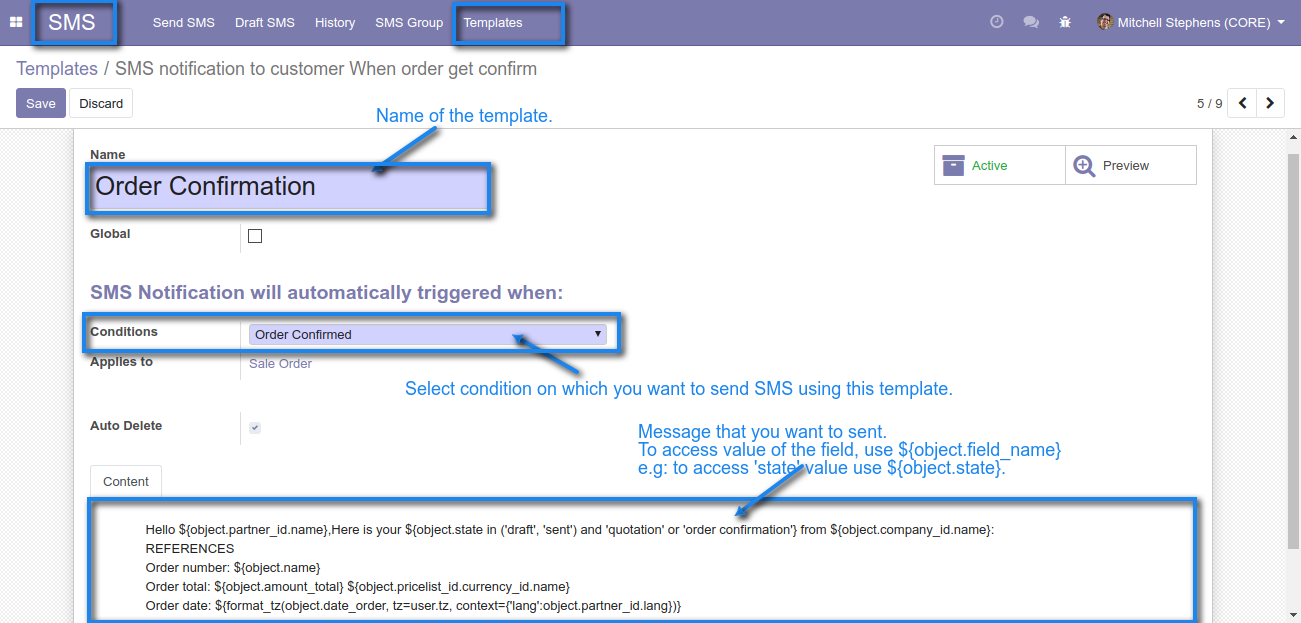 SMS Send SMS Draft SMS History SMS Group Templates Mitchell Stephens (CORE)
Templates / SMS notification to customer When order get confirm
Save Discard 5 / 9
Name of the template.
Name
Order Confirmation
Active Preview
Global
SMS Notification will automatically triggered when:
Conditions Order Confirmed
Applies to Sale Order
Select condition on which you want to send SMS using this template.
Auto Delete
Message that you want to sent.
To access value of the field, use ${object.field_name}
e.g: to access 'state' value use ${object.state}.
Content
Hello ${object.partner_id.name},Here is your ${object.state in ('draft', 'sent') and 'quotation' or 'order confirmation'} from ${object.company_id.name}:
REFERENCES
Order number: ${object.name}
Order total: ${object.amount_total} ${object.pricelist_id.currency_id.name}
Order date: ${format_tz(object.date_order, tz=user.tz, context={'lang':object.partner_id.lang})}